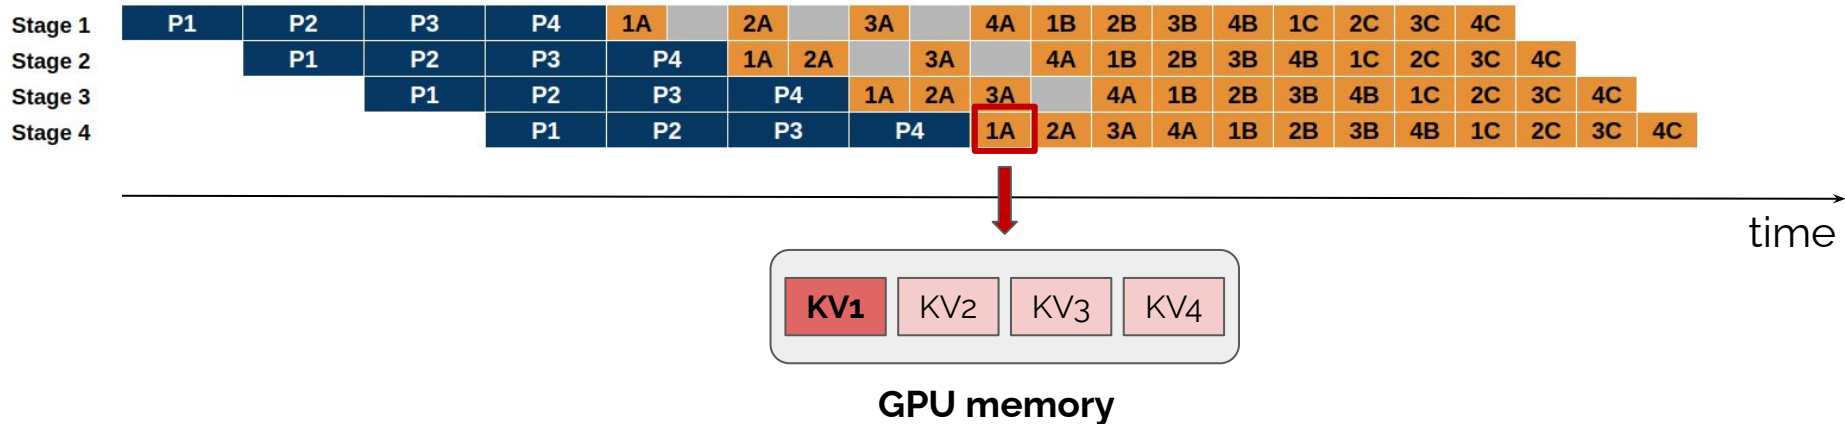 Stage 1 P1 P2 P3 P4 1A 2A 3A 4A 1B 2B 3B 4B 1C 2C 3C 4C
Stage 2 P1 P2 P3 P4 1A 2A 3A 4A 1B 2B 3B 4B 1C 2C 3C 4C
Stage 3 P1 P2 P3 P4 1A 2A 3A 4A 1B 2B 3B 4B 1C 2C 3C 4C
Stage 4 P1 P2 P3 P4 1A 2A 3A 4A 1B 2B 3B 4B 1C 2C 3C 4C
time
KV1 KV2 KV3 KV4
GPU memory